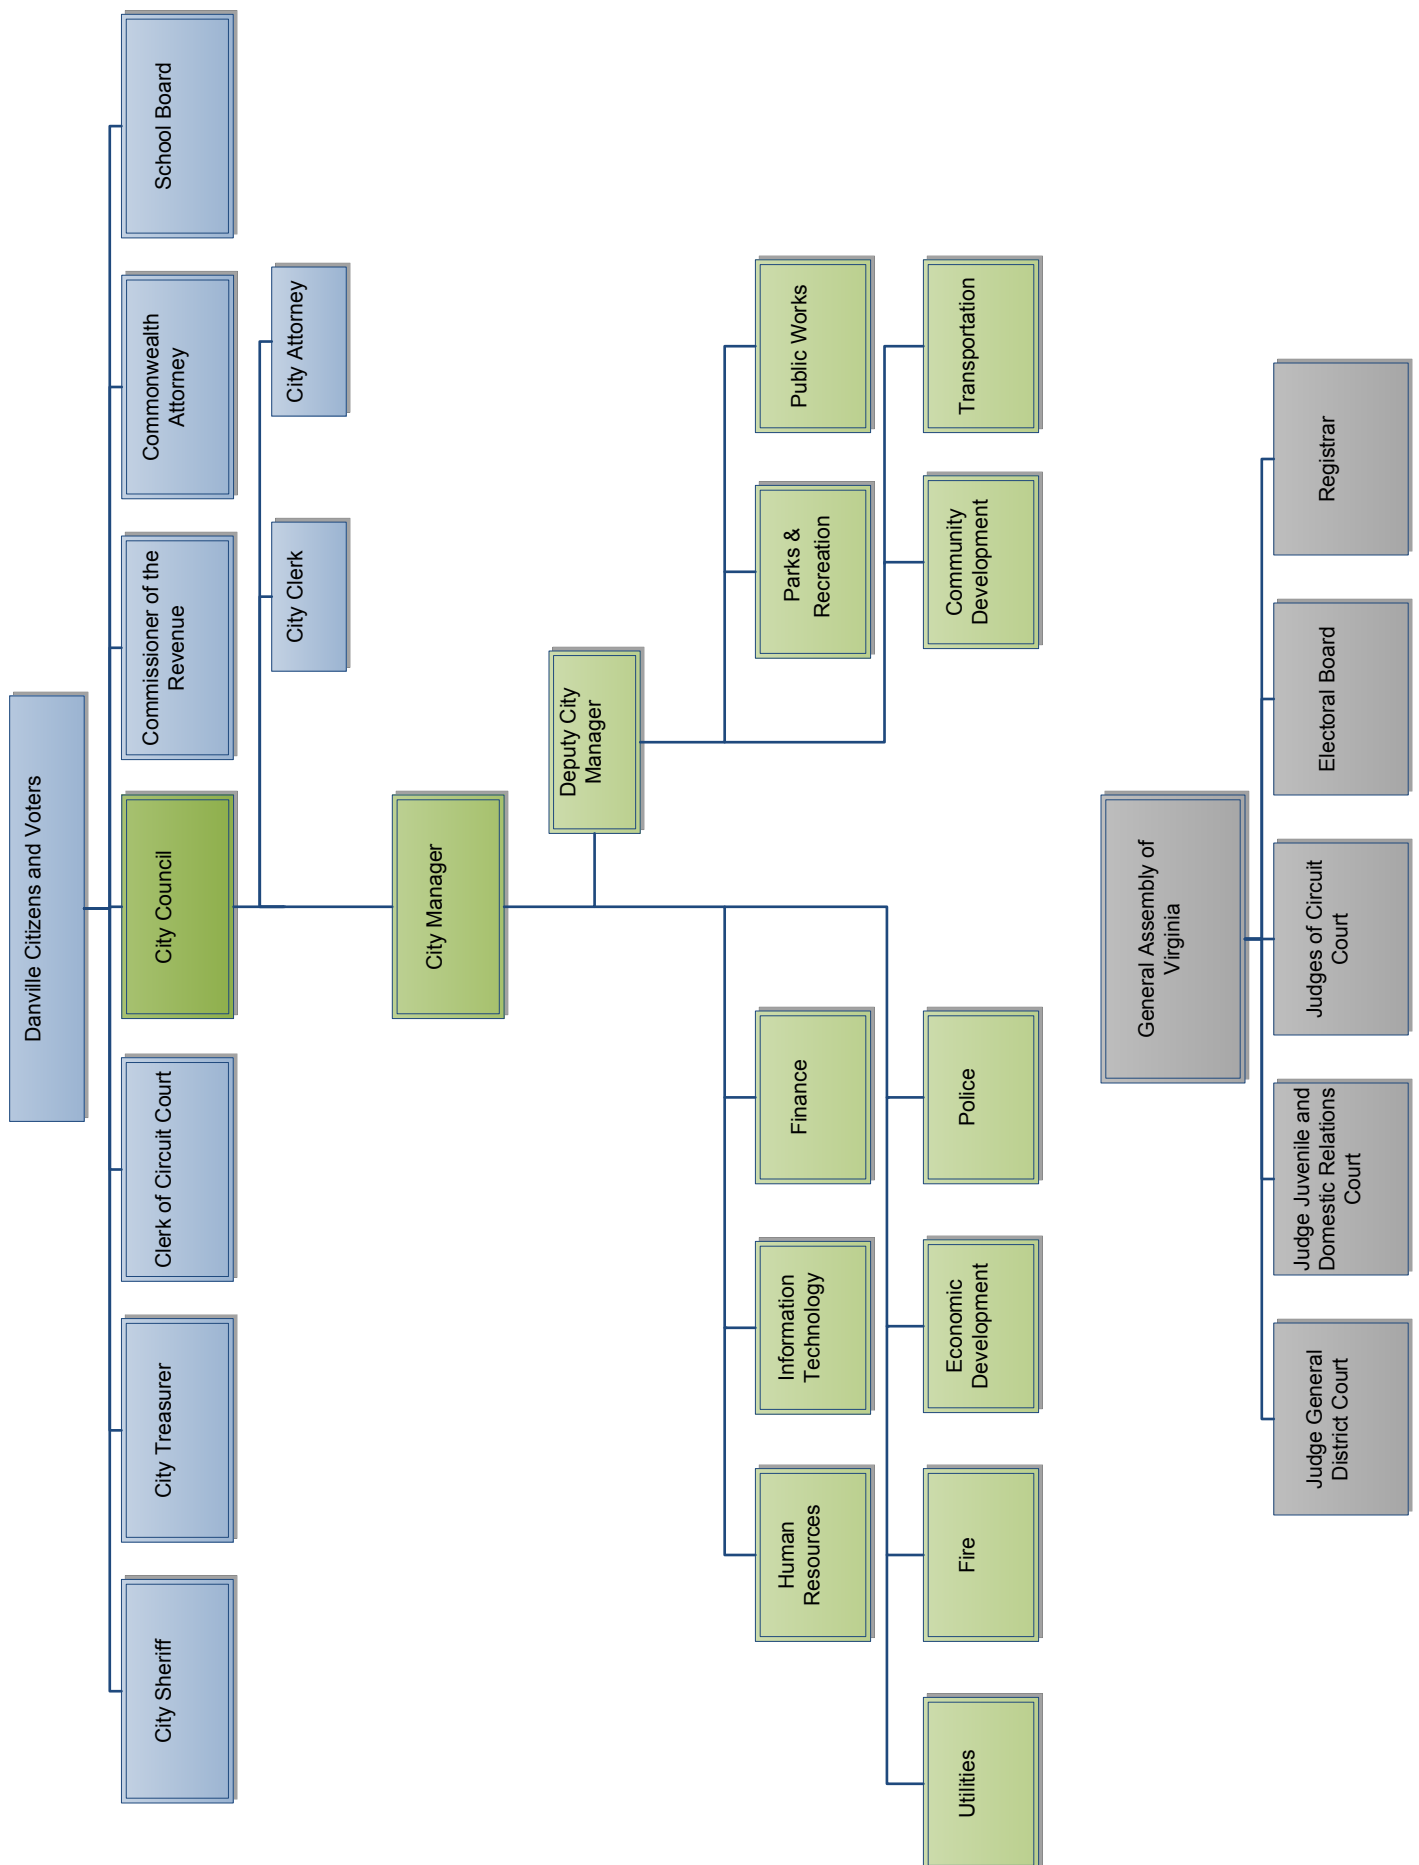 Danville Citizens and Voters
City Sheriff
City Treasurer
Clerk of Circuit Court
City Council
Commissioner of the
Revenue
Commonwealth
Attorney
School Board
City Clerk
City Attorney
City Manager
Deputy City
Manager
Human
Resources
Information
Technology
Finance
Parks &
Recreation
Public Works
Utilities
Fire
Economic
Development
Police
Community
Development
Transportation
General Assembly of
Virginia
Judge General
District Court
Judge Juvenile and
Domestic Relations
Court
Judges of Circuit
Court
Electoral Board
Registrar